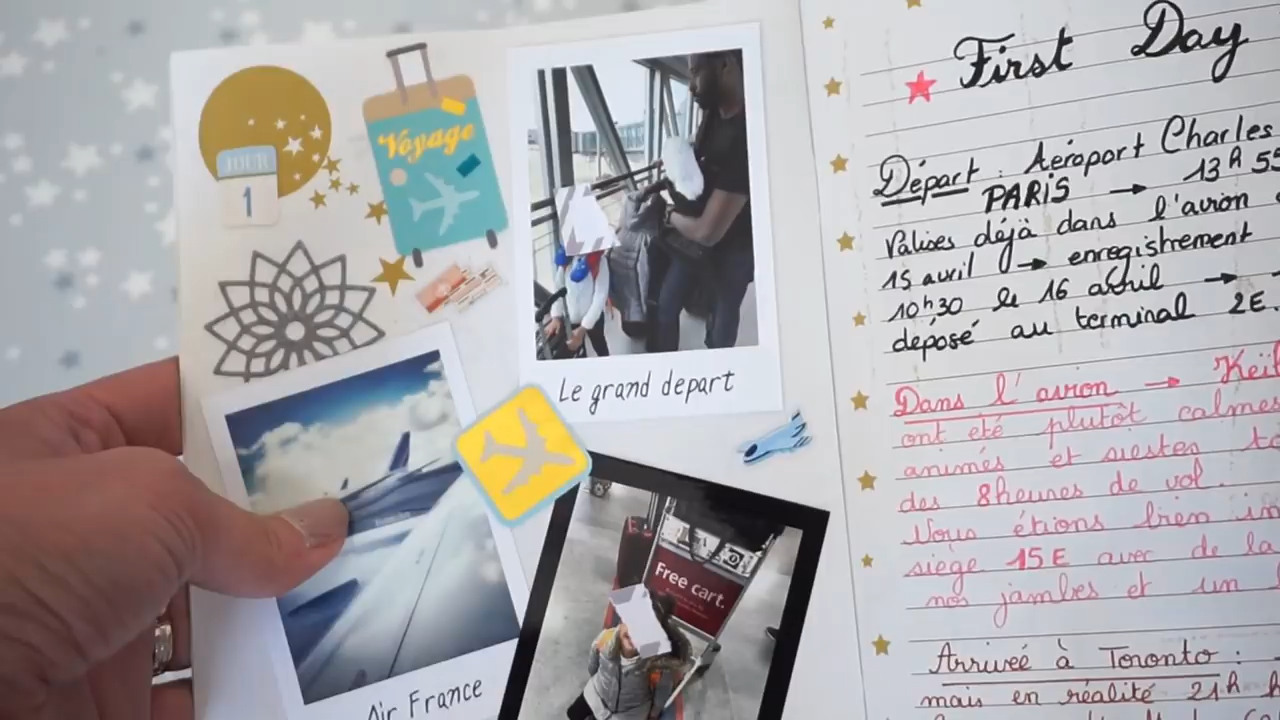 JOUR
1
Voyage
Le grand depart
Free cart.
Air France
First Day
Départ : Aéroport Charles
PARIS → 13h 55
Valises déjà dans l'avion
15 avril → enregistrement
10h30 le 16 avril →
déposé au terminal 2E.
Dans l'avion →
ont été plutôt calmes
animés et siestes
des 8heures de vol.
Nous étions bien
siège 15E avec de la
nos jambes et un
Arrivée à Toronto :
mais en réalité 21h